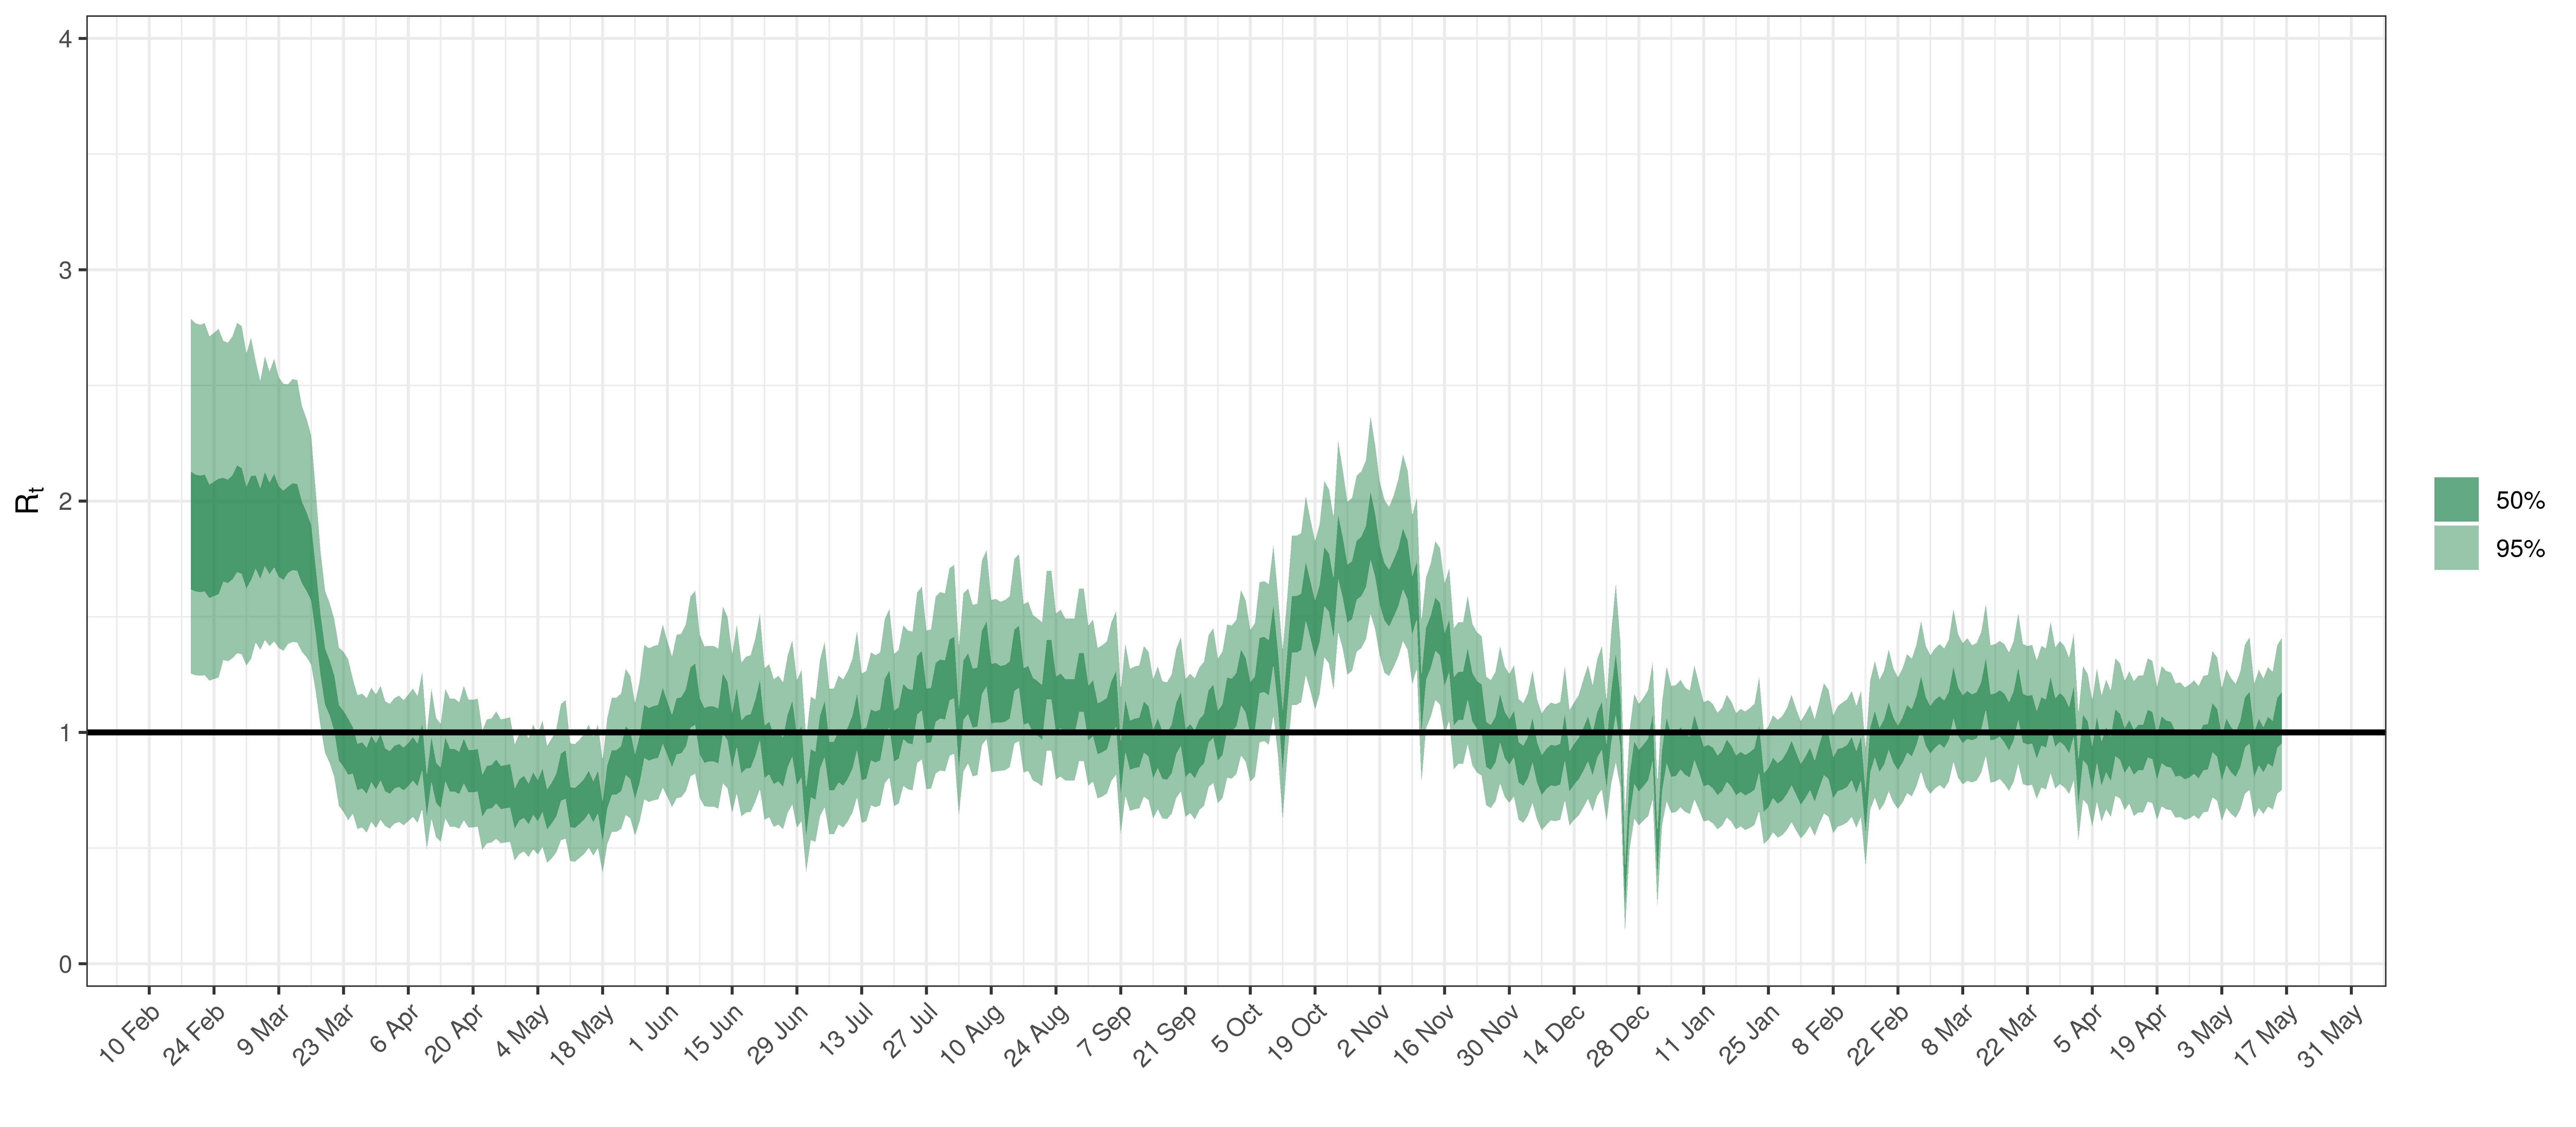 4
3
2
1
0
Rt
10 Feb
24 Feb
9 Mar
23 Mar
6 Apr
20 Apr
4 May
18 May
1 Jun
15 Jun
29 Jun
13 Jul
27 Jul
10 Aug
24 Aug
7 Sep
21 Sep
5 Oct
19 Oct
2 Nov
16 Nov
30 Nov
14 Dec
28 Dec
11 Jan
25 Jan
8 Feb
22 Feb
8 Mar
22 Mar
5 Apr
19 Apr
3 May
17 May
31 May
50%
95%